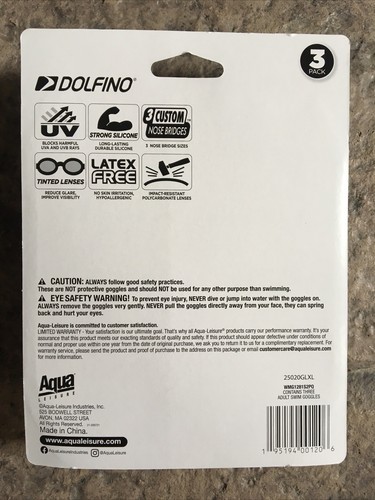 3
PACK
DOLFINO®
UV
STRONG SILICONE
3 CUSTOM
NOSE BRIDGES
BLOCKS HARMFUL
UVA AND UVB RAYS
LONG-LASTING
DURABLE SILICONE
3 NOSE BRIDGE SIZES
TINTED LENSES
LATEX
FREE
REDUCE GLARE,
IMPROVE VISIBILITY
NO SKIN IRRITATION,
HYPOALLERGENIC
IMPACT-RESISTANT
POLYCARBONATE LENSES
CAUTION: ALWAYS follow good safety practices.
These are NOT protective goggles and should NOT be used for any other purpose than swimming.
EYE SAFETY WARNING! To prevent eye injury, NEVER dive or jump into water with the goggles on.
ALWAYS remove the goggles very gently. NEVER pull the goggles directly away from your face, they can spring
back and hurt your eyes.
Aqua-Leisure is committed to customer satisfaction.
LIMITED WARRANTY - Your satisfaction is our ultimate goal. That's why all Aqua-Leisure® products carry our performance warranty. It's your
assurance that this product meets our exacting standards of quality and safety. If this product should appear defective under conditions of
normal and proper use within one year from the date of original purchase, we ask you to return it to us for a complimentary replacement. For
warranty service, please send the product and proof of purchase to the address on this package or email customercare@aqualeisure.com
for more information.
Aqua
LEISURE
©Aqua-Leisure Industries, Inc.
525 BODWELL STREET
AVON, MA 02322 USA
All Rights Reserved.
Made in China.
www.aqualeisure.com
aqualeisureindustries
@AquaLeisure
25020GLXL
WMG128152PQ
CONTAINS THREE
ADULT SWIM GOGGLES
1 95194 00120 6